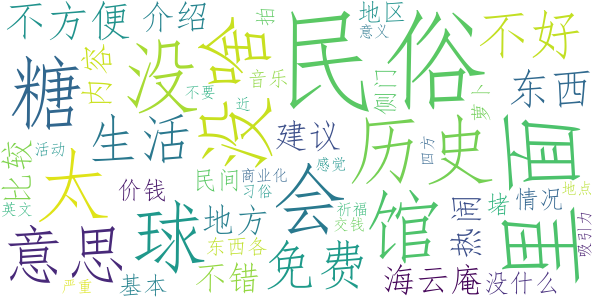 不方便
介绍
拍
地区
意义
民俗
不好
糖
内容
没
啥
音乐
侧门
萝卜
东西
不要
近
没
生活
建议
历史
里面
比较
活动
太
价钱
民间
商业化
习俗
感觉
四方
会
馆
热闹
堵
情况
地点
吸引力
英文
意思
球
地方
祈福
交钱
东西各
严重
基本
不错
免费
海云庵
没什么